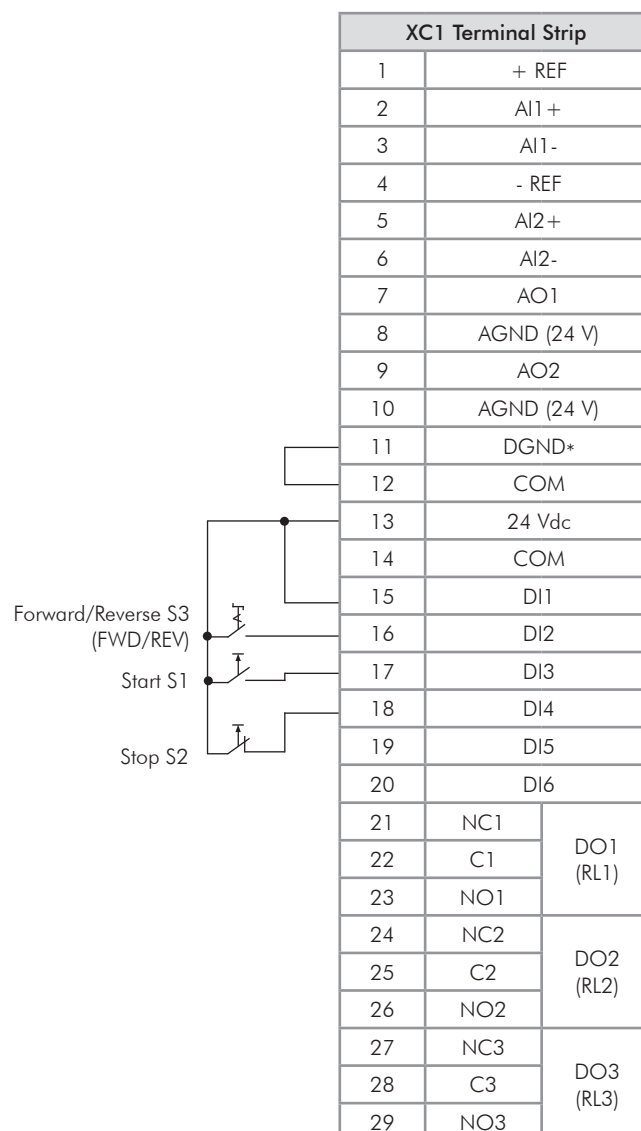 XC1 Terminal Strip
1 + REF
2 AI1+
3 AI1-
4 - REF
5 AI2+
6 AI2-
7 AO1
8 AGND (24 V)
9 AO2
10 AGND (24 V)
11 DGND*
12 COM
13 24 Vdc
14 COM
15 DI1
Forward/Reverse S3
(FWD/REV)
16 DI2
Start S1
17 DI3
18 DI4
Stop S2
19 DI5
20 DI6
21 NC1
22 C1
23 NO1
DO1
(RL1)
24 NC2
25 C2
26 NO2
DO2
(RL2)
27 NC3
28 C3
29 NO3
DO3
(RL3)